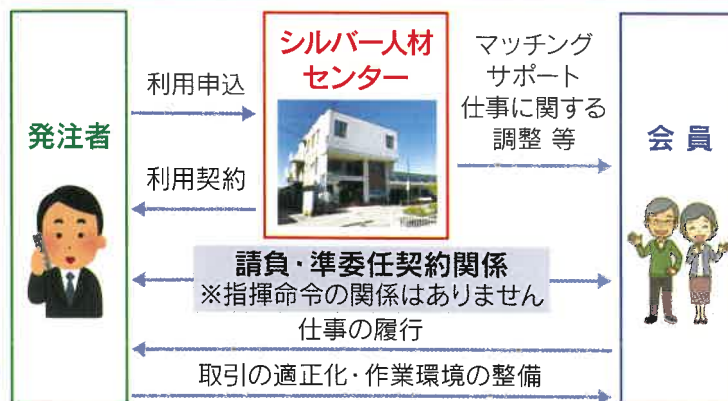 発注者
利用申込
利用契約
シルバー人材
センター
マッチング
サポート
仕事に関する
調整 等
会 員
請負・準委任契約関係
※指揮命令の関係はありません
仕事の履行
取引の適正化・作業環境の整備